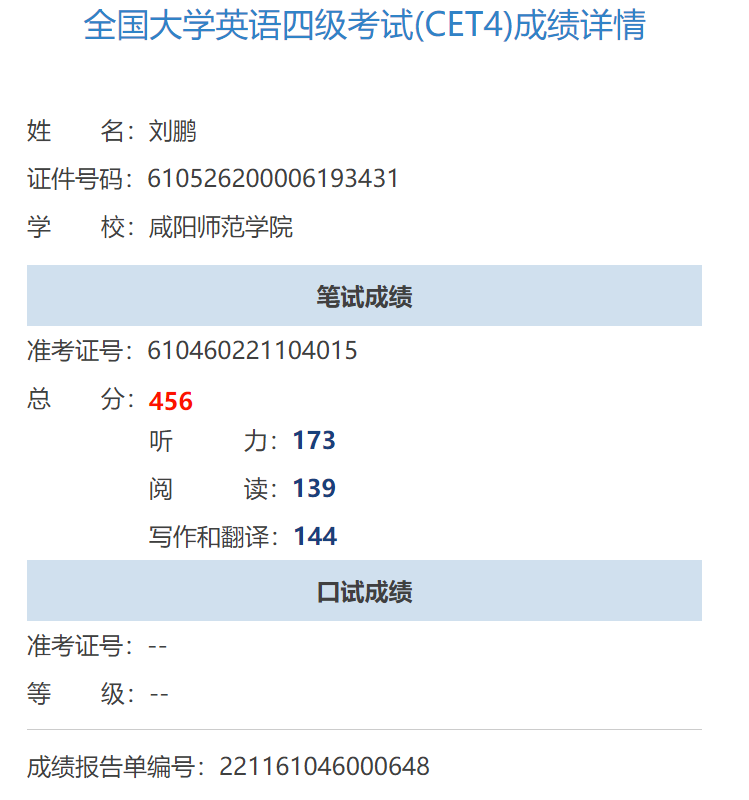 全国大学英语四级考试(CET4)成绩详情
姓 名：刘鹏
证件号码：610526200006193431
学 校：咸阳师范学院
笔试成绩
准考证号：610460221104015
总 分：456
听 力：173
阅 读：139
写作和翻译：144
口试成绩
准考证号：--
等 级：--
成绩报告单编号：221161046000648